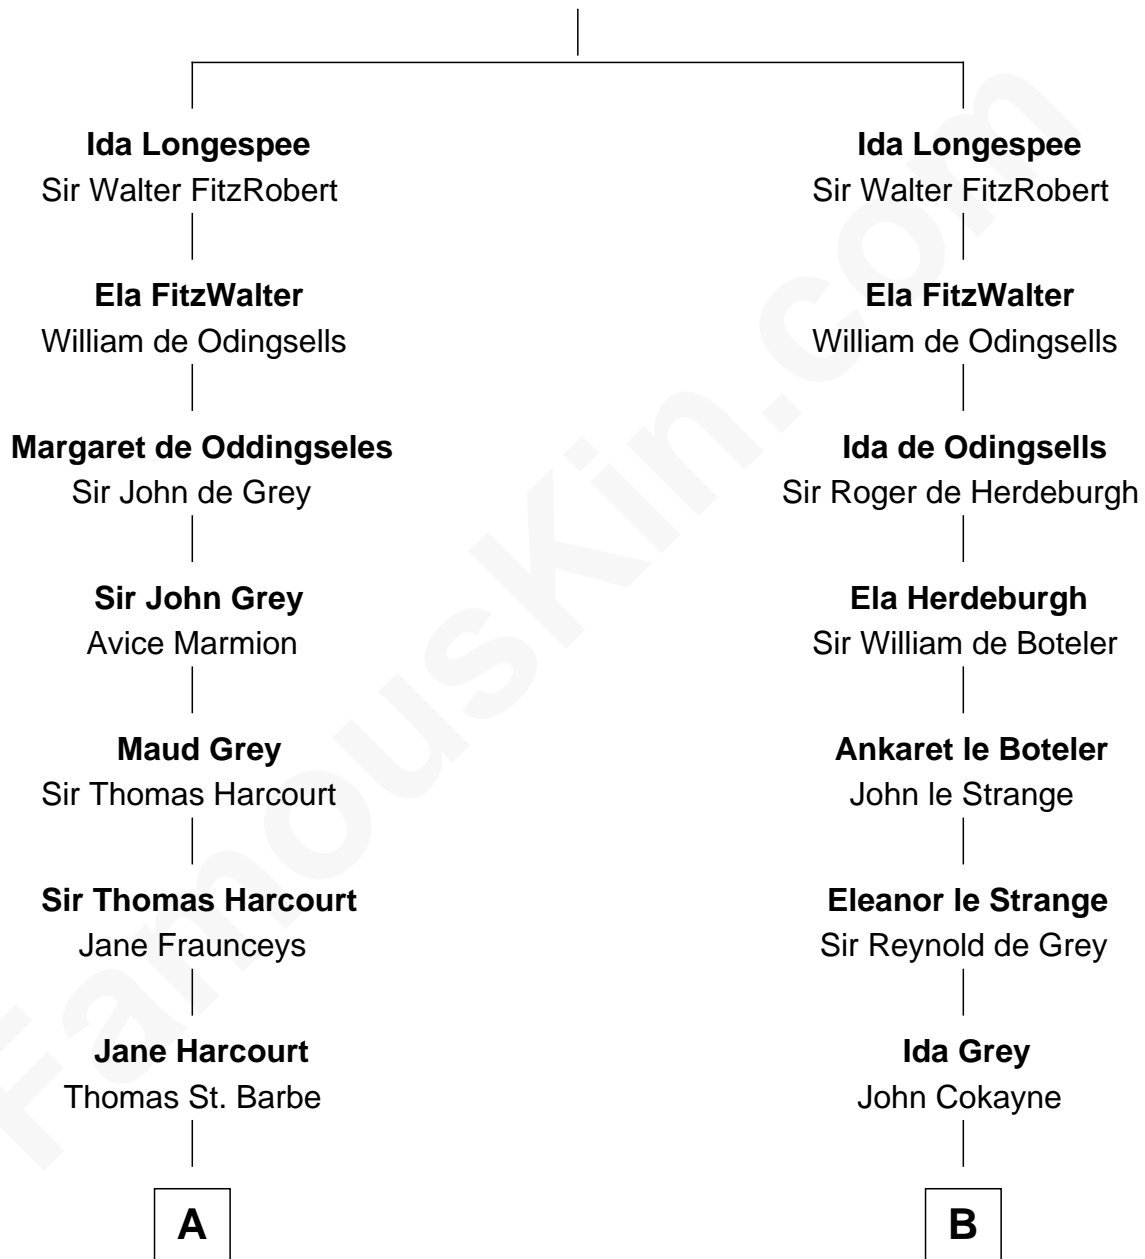 Ida Longespee
Sir Walter FitzRobert
Ela FitzWalter
William de Odingsells
Margaret de Oddingseles
Sir John de Grey
Sir John Grey
Avice Marmion
Maud Grey
Sir Thomas Harcourt
Sir Thomas Harcourt
Jane Fraunceys
Jane Harcourt
Thomas St. Barbe
A
Ida Longespee
Sir Walter FitzRobert
Ela FitzWalter
William de Odingsells
Ida de Odingsells
Sir Roger de Herdeburgh
Ela Herdeburgh
Sir William de Boteler
Ankaret le Boteler
John le Strange
Eleanor le Strange
Sir Reynold de Grey
Ida Grey
John Cokayne
B
FamousKin.com